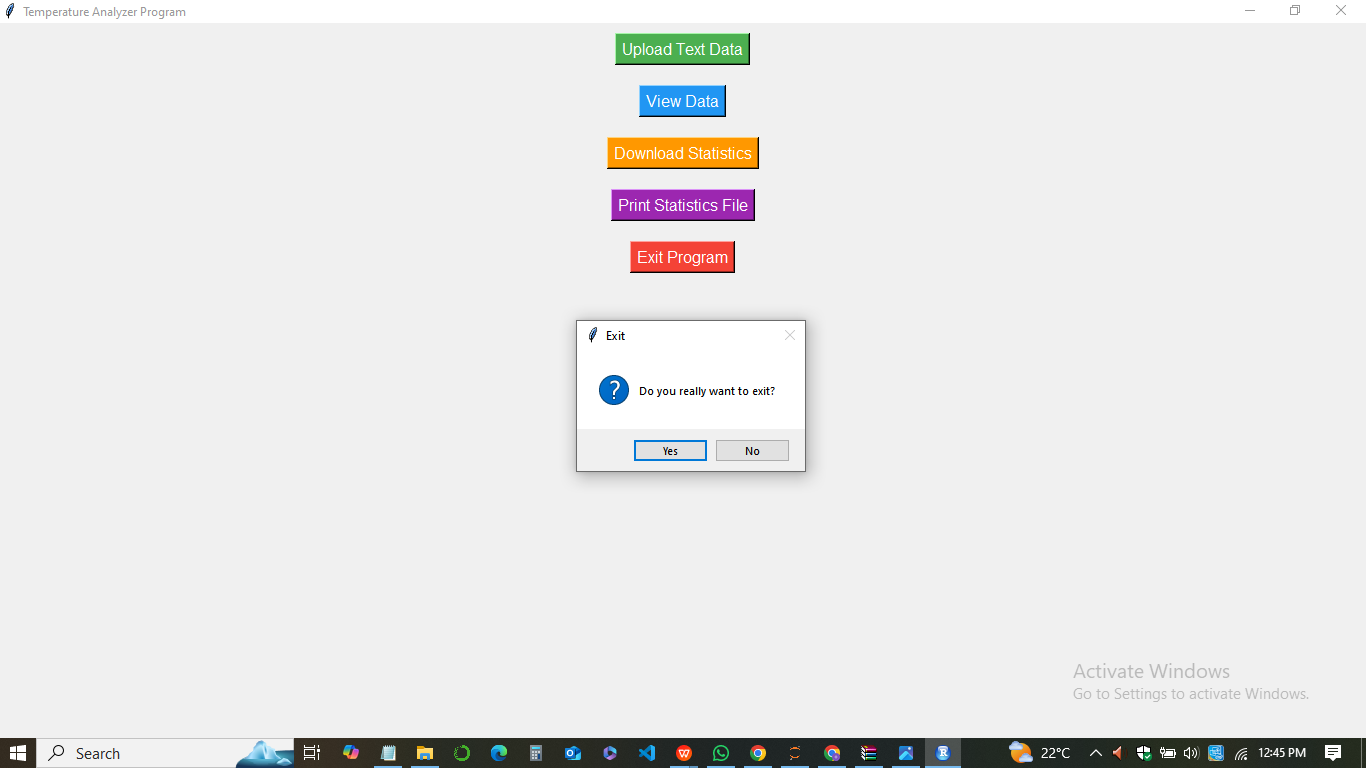 Temperature Analyzer Program
Upload Text Data
View Data
Download Statistics
Print Statistics File
Exit Program
Exit
?
Do you really want to exit?
Yes
No
Activate Windows
Go to Settings to activate Windows.
Search
22°C
12:45 PM